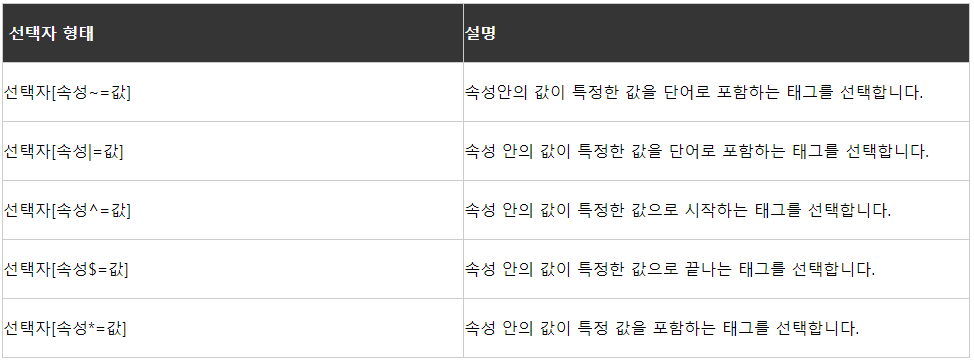 선택자 형태 설명
선택자[속성~=값] 속성안의 값이 특정한 값을 단어로 포함하는 태그를 선택합니다.
선택자[속성|=값] 속성 안의 값이 특정한 값을 단어로 포함하는 태그를 선택합니다.
선택자[속성^=값] 속성 안의 값이 특정한 값으로 시작하는 태그를 선택합니다.
선택자[속성$=값] 속성 안의 값이 특정한 값으로 끝나는 태그를 선택합니다.
선택자[속성*=값] 속성 안의 값이 특정 값을 포함하는 태그를 선택합니다.